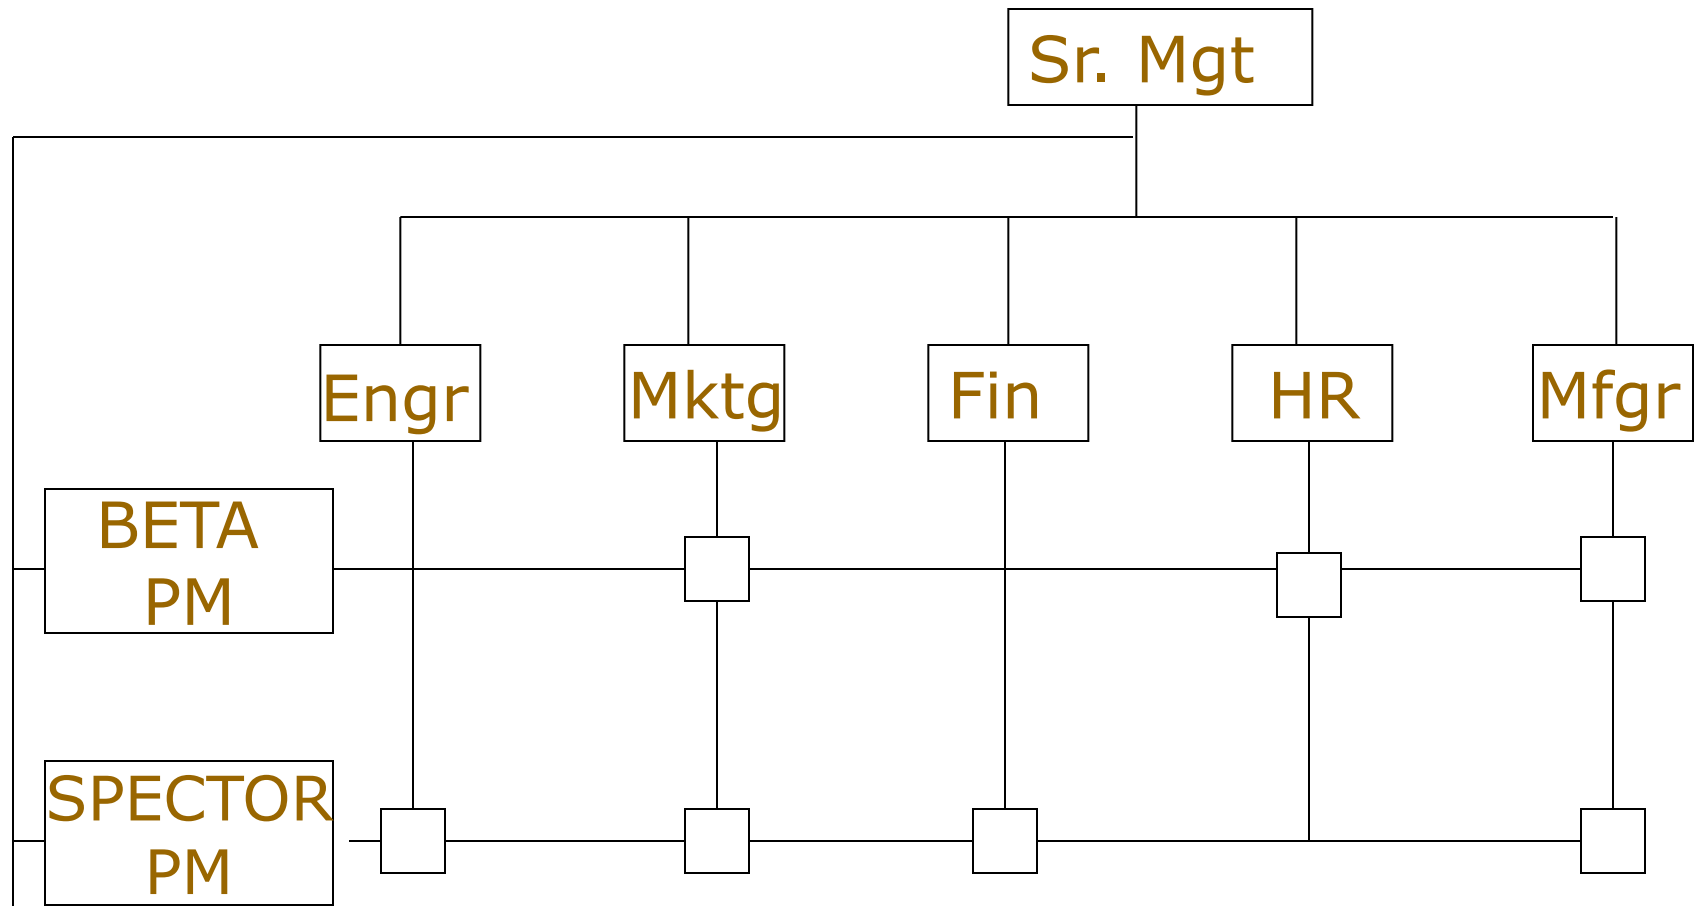 Sr. Mgt
Engr
Mktg
Fin
HR
Mfgr
BETA
PM
SPECTOR
PM